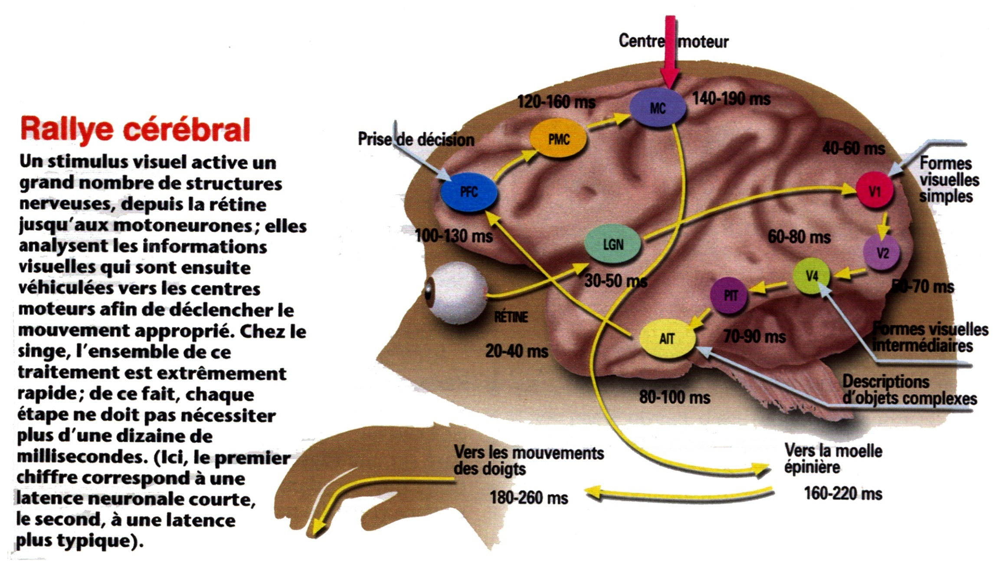 Rallye cérébral
Un stimulus visuel active un
grand nombre de structures
nerveuses, depuis la rétine
jusqu'aux motoneurones; elles
analysent les informations
visuelles qui sont ensuite
véhiculées vers les centres
moteurs afin de déclencher le
mouvement approprié. Chez le
singe, l'ensemble de ce
traitement est extrêmement
rapide; de ce fait, chaque
étape ne doit pas nécessiter
plus d'une dizaine de
millisecondes. (Ici, le premier
chiffre correspond à une
latence neuronale courte,
le second, à une latence
plus typique).
Centre moteur
120-160 ms
MC
140-190 ms
Prise de décision
PMC
40-60 ms
Formes
visuelles
simples
PFC
V1
100-130 ms
LGN
60-80 ms
V2
30-50 ms
V4
50-70 ms
PIT
RÉTINE
AIT
70-90 ms
Formes visuelles
intermédiaires
20-40 ms
80-100 ms
Descriptions
d'objets complexes
Vers les mouvements
des doigts
180-260 ms
Vers la moelle
épinière
160-220 ms